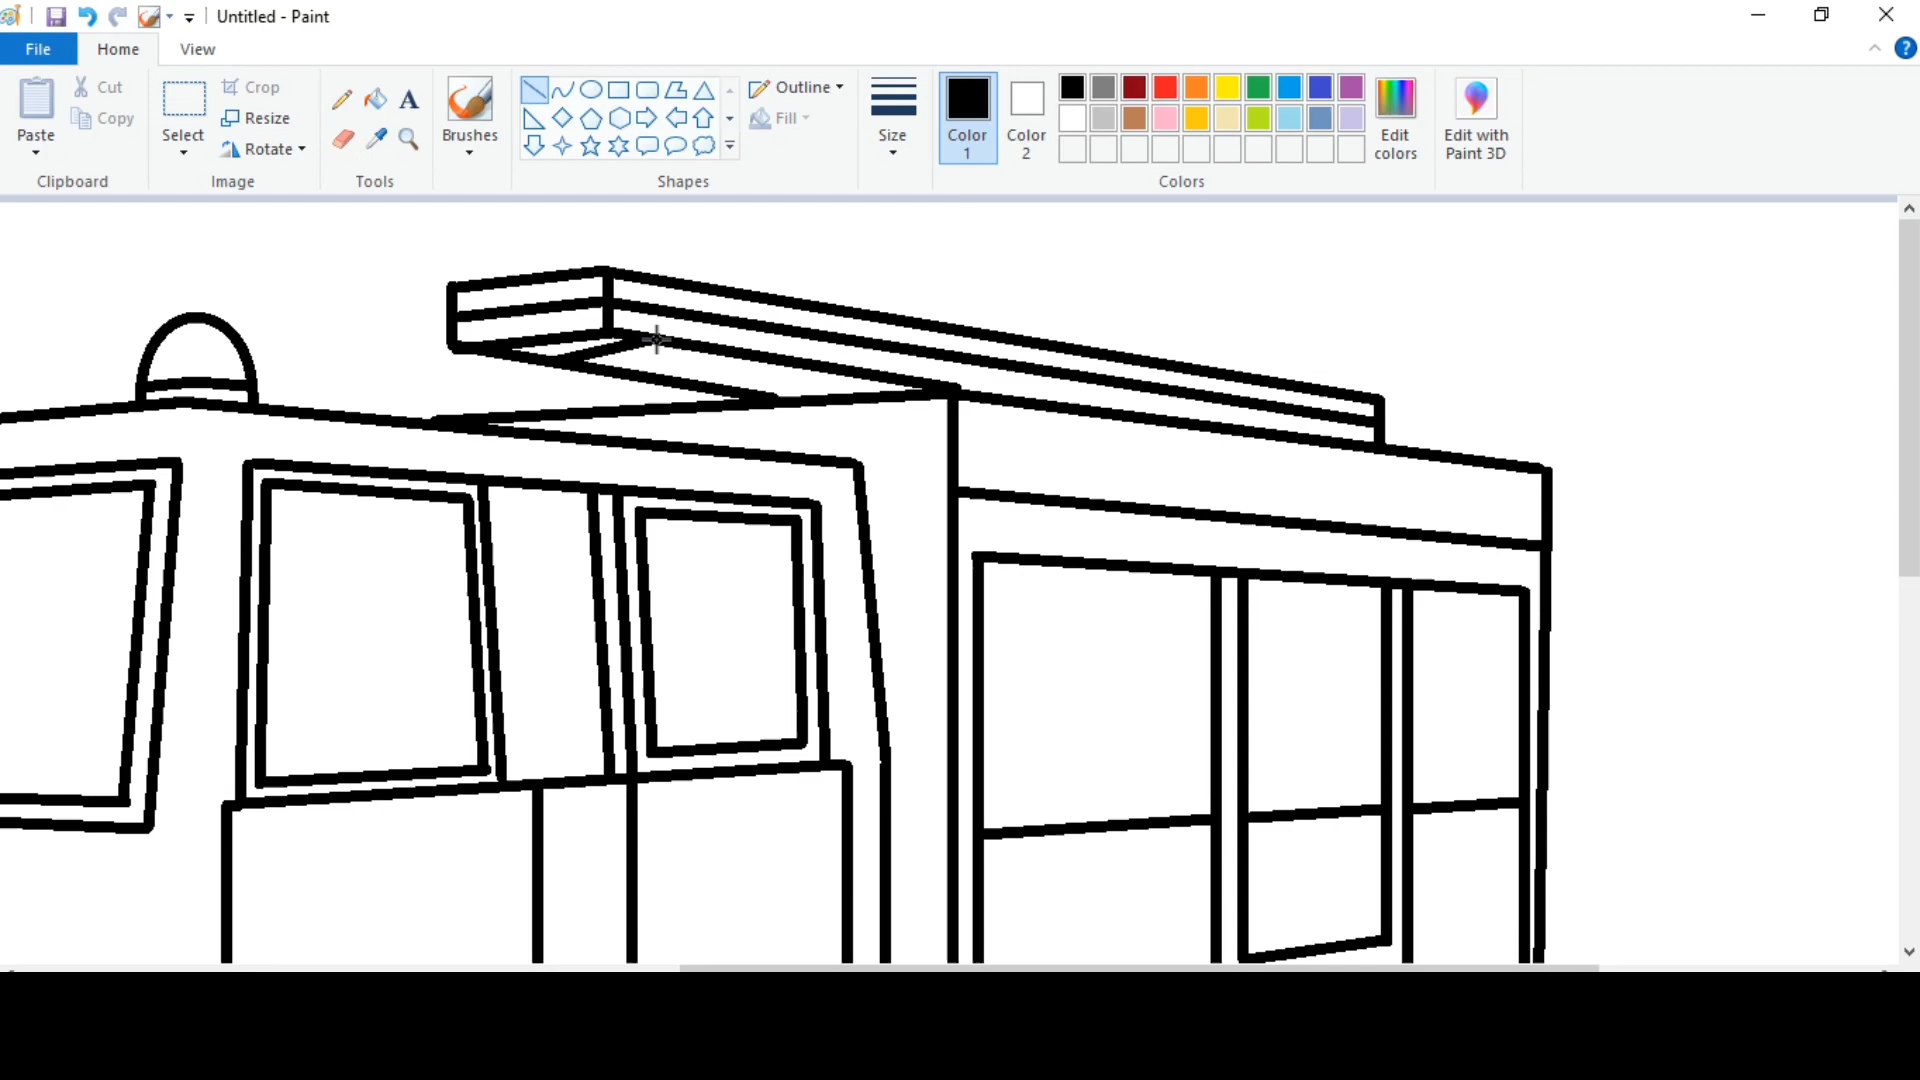 Untitled - Paint
File Home View
Paste Cut Copy
Clipboard
Select Crop Resize Rotate
Image
A
Tools
Brushes
Shapes
Outline
Fill
Size
Color 1
Color 2
Edit colors
Colors
Edit with Paint 3D
?